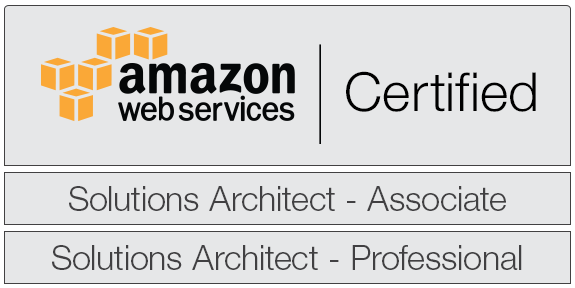 amazon
web services
Certified
Solutions Architect - Associate
Solutions Architect - Professional